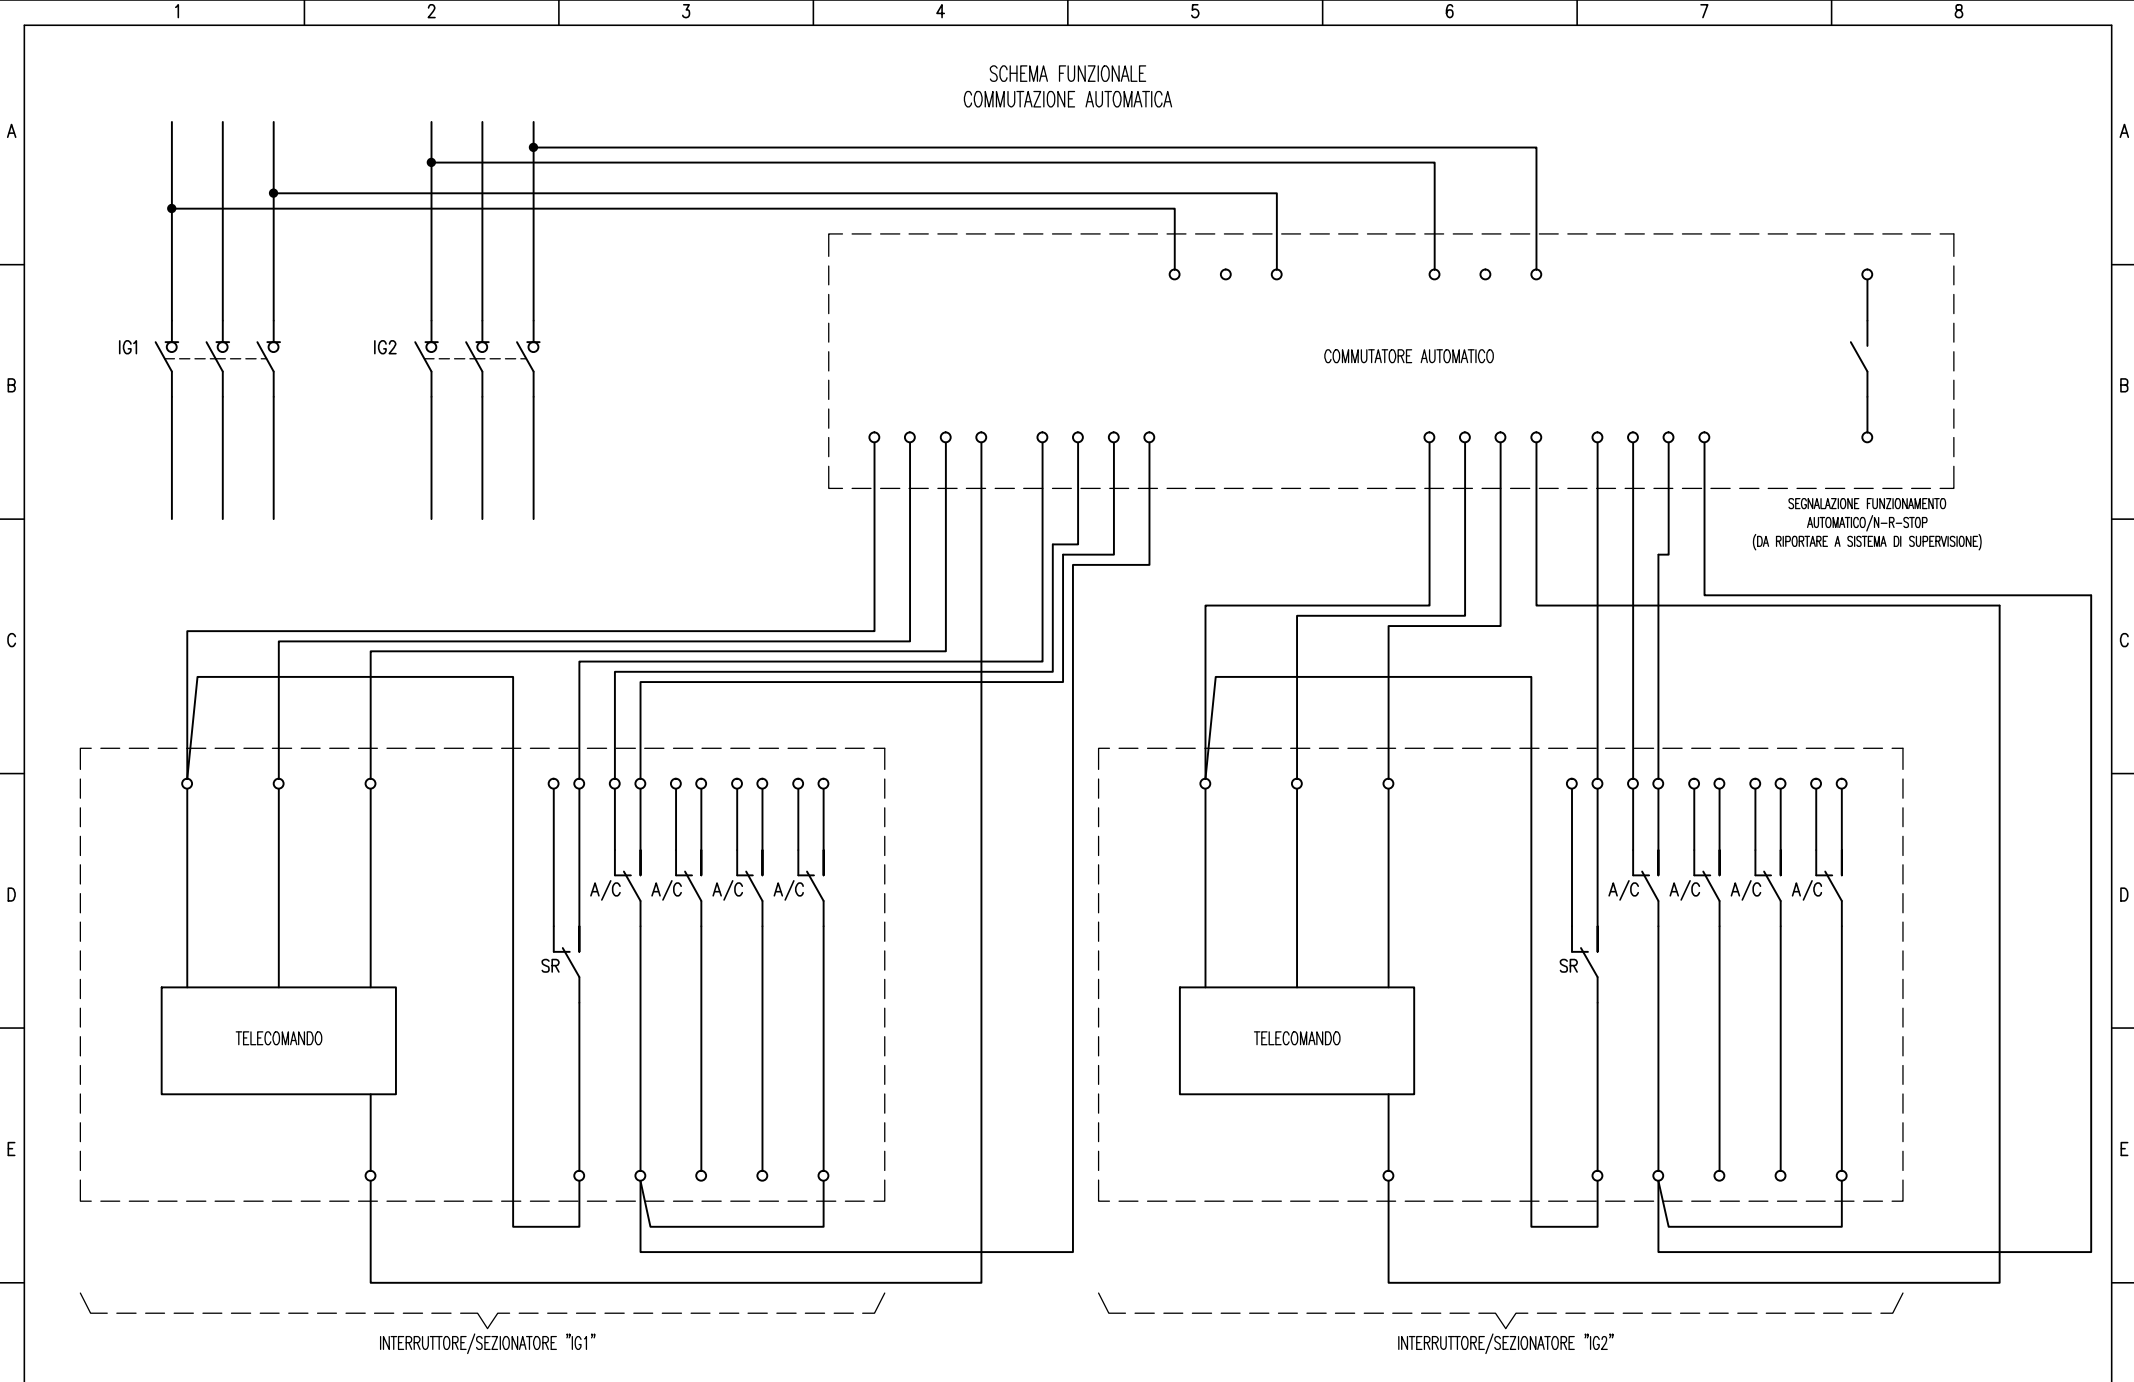 1 2 3 4 5 6 7 8
SCHEMA FUNZIONALE
COMMUTAZIONE AUTOMATICA
A A
IG1 IG2
COMMUTATORE AUTOMATICO
B B
SEGNALAZIONE FUNZIONAMENTO
AUTOMATICO/N-R-STOP
(DA RIPORTARE A SISTEMA DI SUPERVISIONE)
C C
A/C A/C A/C A/C A/C A/C A/C A/C
D D
SR SR
TELECOMANDO TELECOMANDO
E E
INTERRUTTORE/SEZIONATORE "IG1" INTERRUTTORE/SEZIONATORE "IG2"